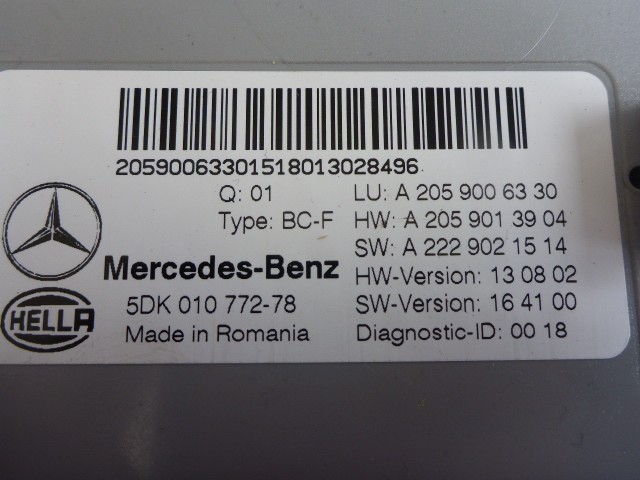 20590063301518013028496
Q: 01
LU: A 205 900 63 30
Type: BC-F
HW: A 205 901 39 04
SW: A 222 902 15 14
Mercedes-Benz
HW-Version: 13 08 02
5DK 010 772-78
SW-Version: 16 41 00
HELLA
Made in Romania
Diagnostic-ID: 00 18